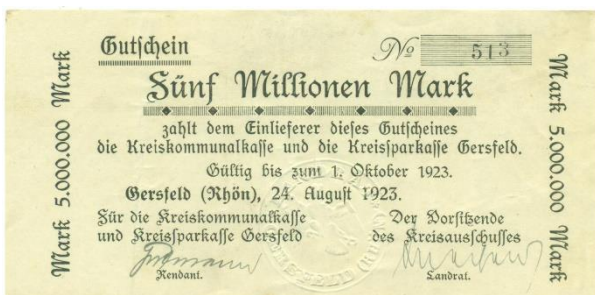 Gutschein
No 513
Fünf Millionen Mark
zahlt dem Einlieferer dieses Gutscheines
die Kreiskommunalkasse und die Kreissparkasse Gersfeld.
Gültig bis zum 1. Oktober 1923.
Gersfeld (Rhön), 24. August 1923.
Für die Kreiskommunalkasse
und Kreissparkasse Gersfeld
Rendant.
Der Vorsitzende
des Kreisausschusses
Landrat.
Mark 5.000.000 Mark
Mark 5.000.000 Mark